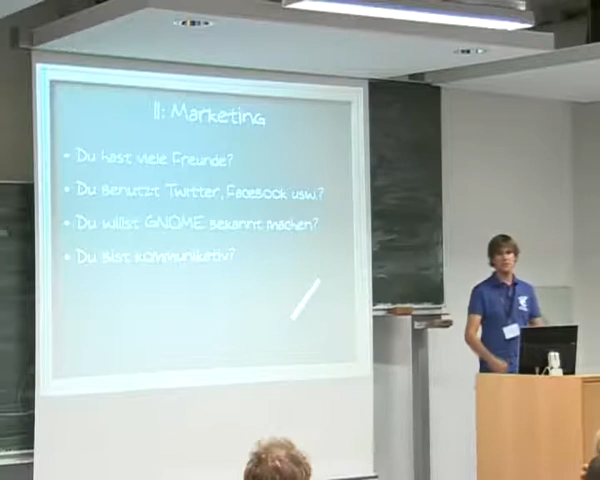 II: Marketing
• Du hast viele Freunde?
• Du benutzt Twitter, Facebook usw.?
• Du willst GNOME bekannt machen?
• Du bist kommunikativ?